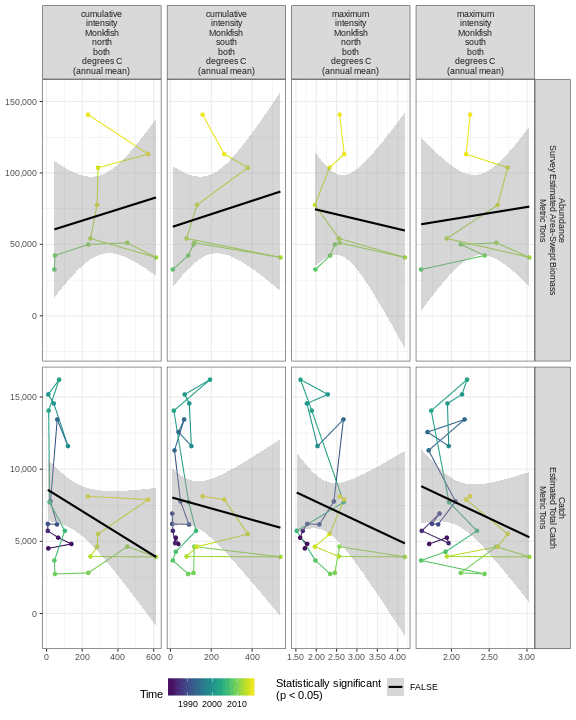 cumulative
intensity
Monkfish
north
both
degrees C
(annual mean)
cumulative
intensity
Monkfish
south
both
degrees C
(annual mean)
maximum
intensity
Monkfish
north
both
degrees C
(annual mean)
maximum
intensity
Monkfish
south
both
degrees C
(annual mean)
150,000
100,000
50,000
0
Abundance
Survey Estimated Area-Swept Biomass
Metric Tons
15,000
10,000
5,000
0
Catch
Estimated Total Catch
Metric Tons
0 200 400 600
0 200 400
1.50 2.00 2.50 3.00 3.50 4.00
2.00 2.50 3.00
Time
1990 2000 2010
Statistically significant
(p < 0.05)
FALSE